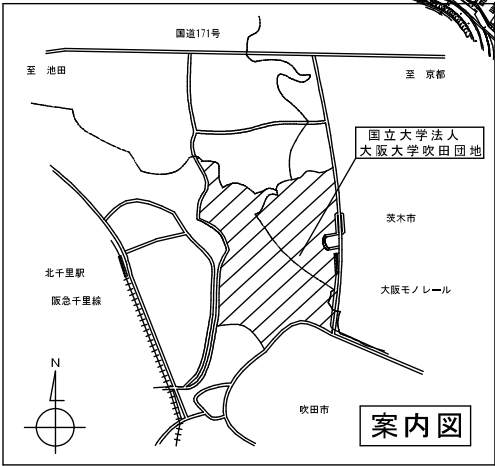 国道171号
至 池田
至 京都
国立大学法人
大阪大学吹田団地
茨木市
北千里駅
大阪モノレール
阪急千里線
N
吹田市
案内図